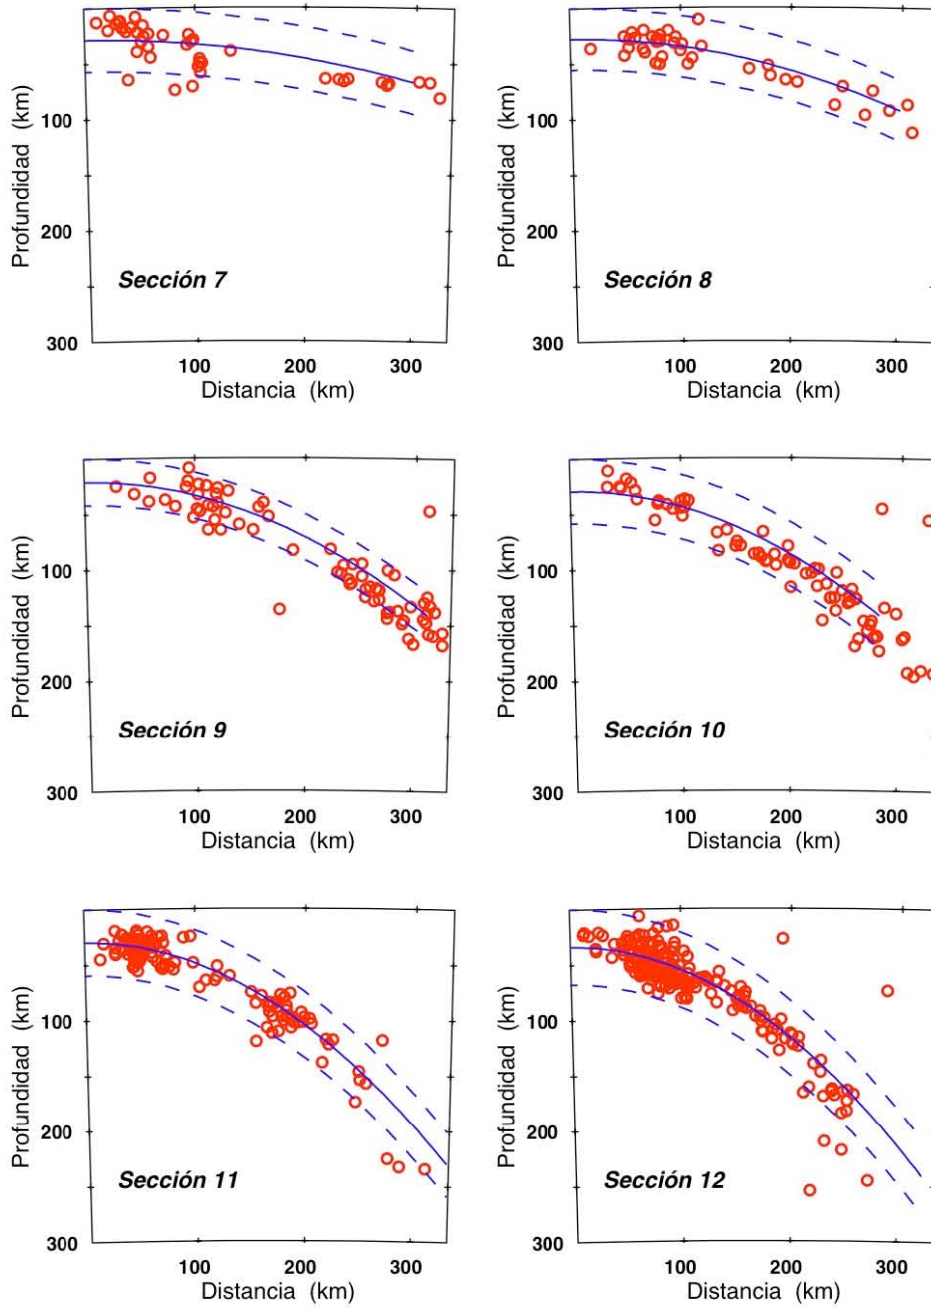 Profundidad (km)
100
200
300
Sección 7
100 200 300
Distancia (km)
Profundidad (km)
100
200
300
Sección 8
100 200 300
Distancia (km)
Profundidad (km)
100
200
300
Sección 9
100 200 300
Distancia (km)
Profundidad (km)
100
200
300
Sección 10
100 200 300
Distancia (km)
Profundidad (km)
100
200
300
Sección 11
100 200 300
Distancia (km)
Profundidad (km)
100
200
300
Sección 12
100 200 300
Distancia (km)